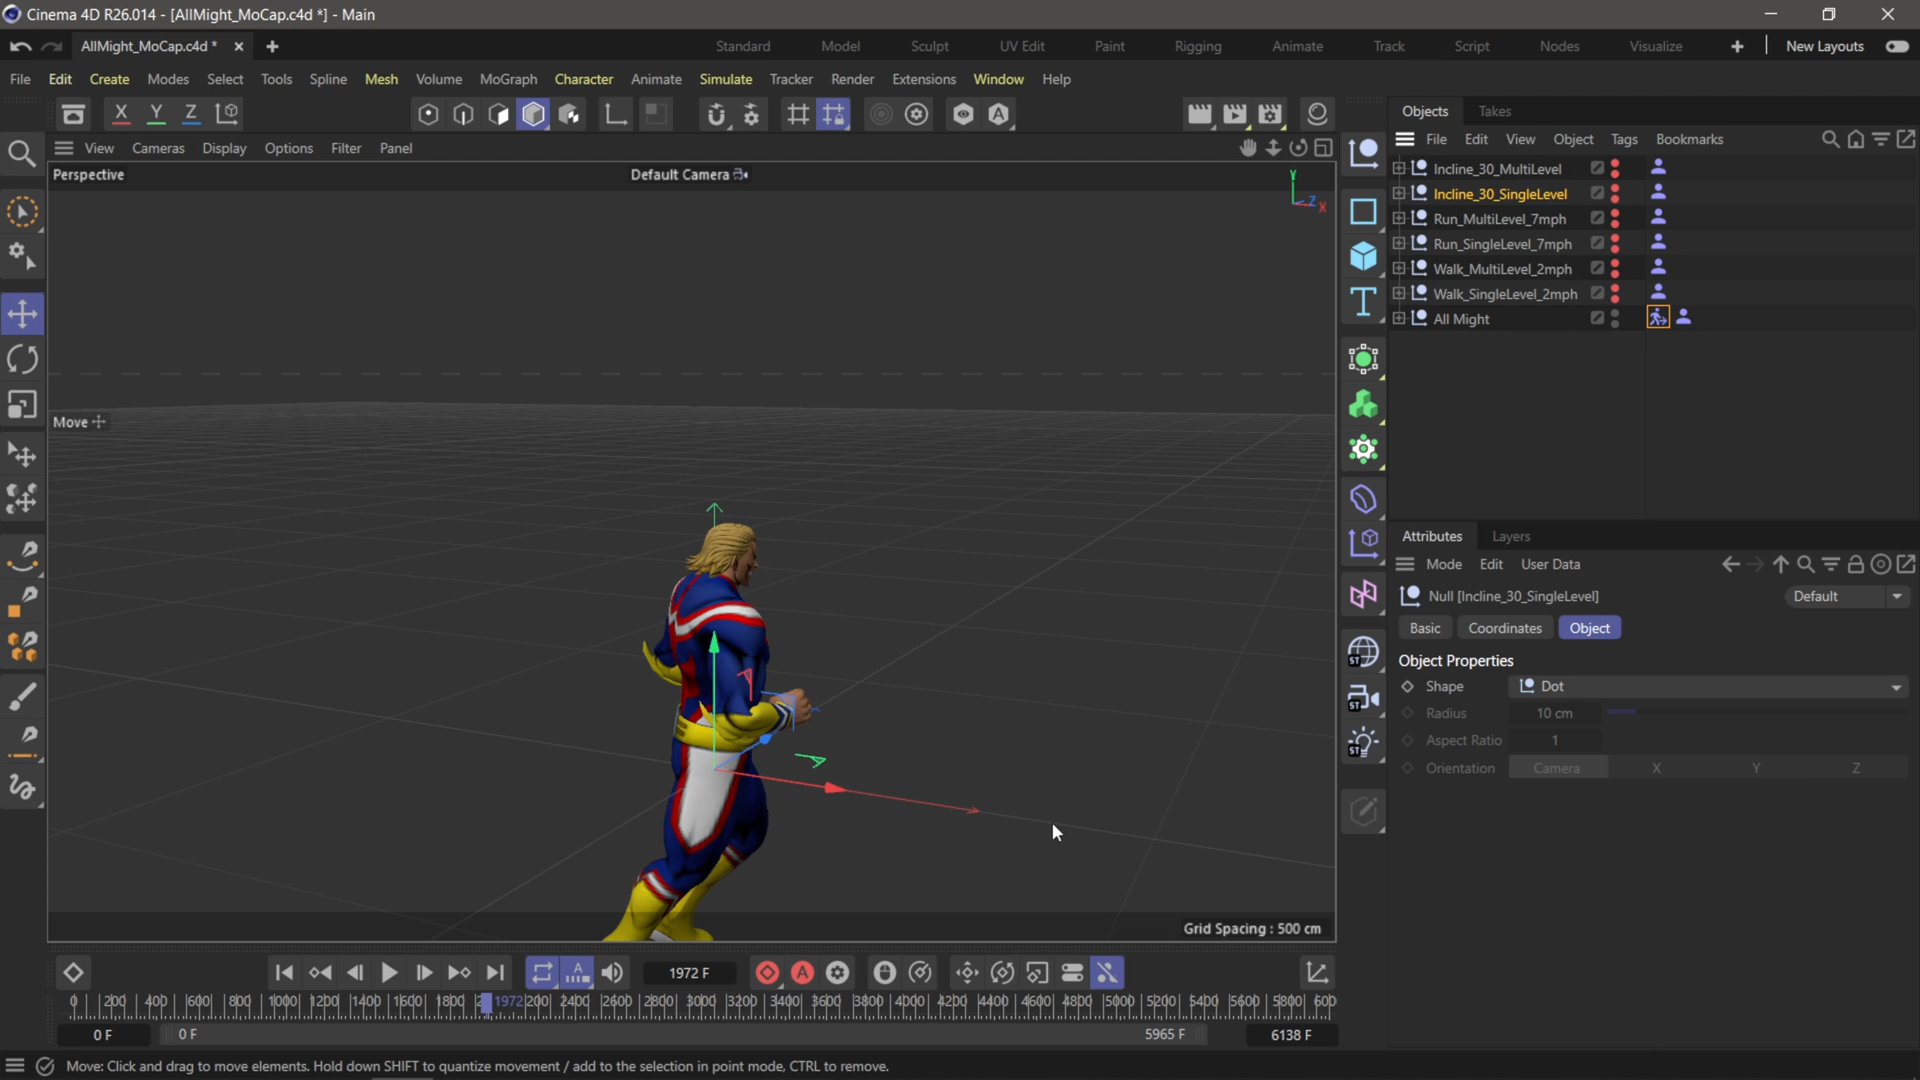 Cinema 4D R26.014 - [AllMight_MoCap.c4d *] - Main
AllMight_MoCap.c4d *
Standard Model Sculpt UV Edit Paint Rigging Animate Track Script Nodes Visualize New Layouts
File Edit Create Modes Select Tools Spline Mesh Volume MoGraph Character Animate Simulate Tracker Render Extensions Window Help
X Y Z
View Cameras Display Options Filter Panel
Perspective
Default Camera
Y
Z X
Move
Grid Spacing : 500 cm
ST
ST
ST
Objects Takes
File Edit View Object Tags Bookmarks
Incline_30_MultiLevel
Incline_30_SingleLevel
Run_MultiLevel_7mph
Run_SingleLevel_7mph
Walk_MultiLevel_2mph
Walk_SingleLevel_2mph
All Might
Attributes Layers
Mode Edit User Data
Null [Incline_30_SingleLevel]
Default
Basic Coordinates Object
Object Properties
Shape Dot
Radius 10 cm
Aspect Ratio 1
Orientation Camera X Y Z
1972 F
0 200 400 600 800 1000 1200 1400 1600 1800 1972 200 2400 2600 2800 3000 3200 3400 3600 3800 4000 4200 4400 4600 4800 5000 5200 5400 5600 5800 600
0 F 0 F 5965 F 6138 F
Move: Click and drag to move elements. Hold down SHIFT to quantize movement / add to the selection in point mode, CTRL to remove.